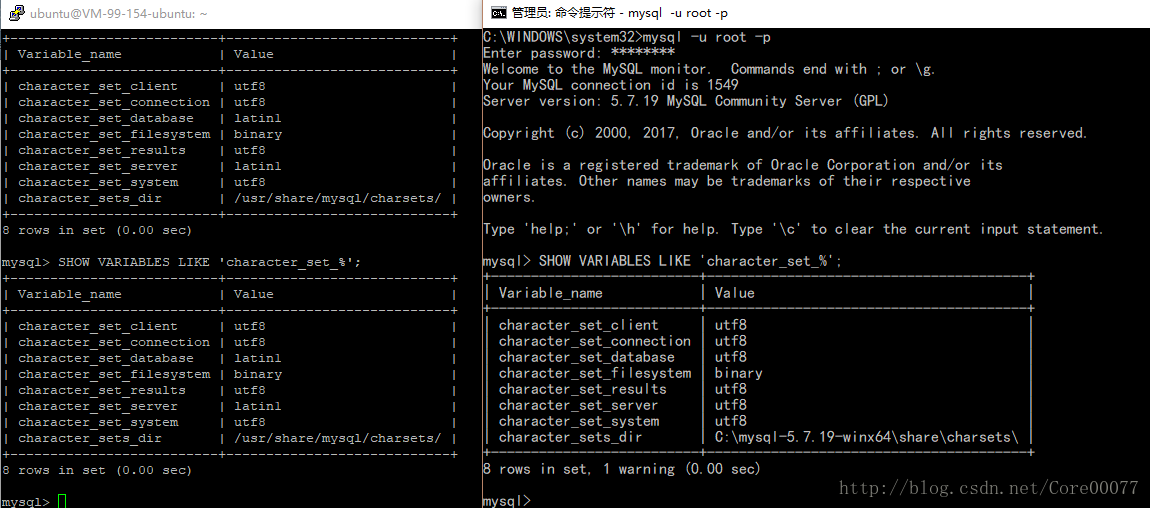 ubuntu@VM-99-154-ubuntu: ~
+--------------------------+----------------------------+
| Variable_name            | Value                      |
+--------------------------+----------------------------+
| character_set_client     | utf8                       |
| character_set_connection | utf8                       |
| character_set_database   | latin1                     |
| character_set_filesystem | binary                     |
| character_set_results    | utf8                       |
| character_set_server     | latin1                     |
| character_set_system     | utf8                       |
| character_sets_dir       | /usr/share/mysql/charsets/ |
+--------------------------+----------------------------+
8 rows in set (0.00 sec)
mysql> SHOW VARIABLES LIKE 'character_set_%';
+--------------------------+----------------------------+
| Variable_name            | Value                      |
+--------------------------+----------------------------+
| character_set_client     | utf8                       |
| character_set_connection | utf8                       |
| character_set_database   | latin1                     |
| character_set_filesystem | binary                     |
| character_set_results    | utf8                       |
| character_set_server     | latin1                     |
| character_set_system     | utf8                       |
| character_sets_dir       | /usr/share/mysql/charsets/ |
+--------------------------+----------------------------+
8 rows in set (0.00 sec)
mysql>
管理员: 命令提示符 - mysql  -u root -p
C:\WINDOWS\system32>mysql -u root -p
Enter password: ********
Welcome to the MySQL monitor.  Commands end with ; or \g.
Your MySQL connection id is 1549
Server version: 5.7.19 MySQL Community Server (GPL)
Copyright (c) 2000, 2017, Oracle and/or its affiliates. All rights reserved.
Oracle is a registered trademark of Oracle Corporation and/or its
affiliates. Other names may be trademarks of their respective
owners.
Type 'help;' or '\h' for help. Type '\c' to clear the current input statement.
mysql> SHOW VARIABLES LIKE 'character_set_%';
+--------------------------+---------------------------------------+
| Variable_name            | Value                                 |
+--------------------------+---------------------------------------+
| character_set_client     | utf8                                  |
| character_set_connection | utf8                                  |
| character_set_database   | utf8                                  |
| character_set_filesystem | binary                                |
| character_set_results    | utf8                                  |
| character_set_server     | utf8                                  |
| character_set_system     | utf8                                  |
| character_sets_dir       | C:\mysql-5.7.19-winx64\share\charsets\ |
+--------------------------+---------------------------------------+
8 rows in set, 1 warning (0.00 sec)
mysql>
http://blog.csdn.net/Core00077